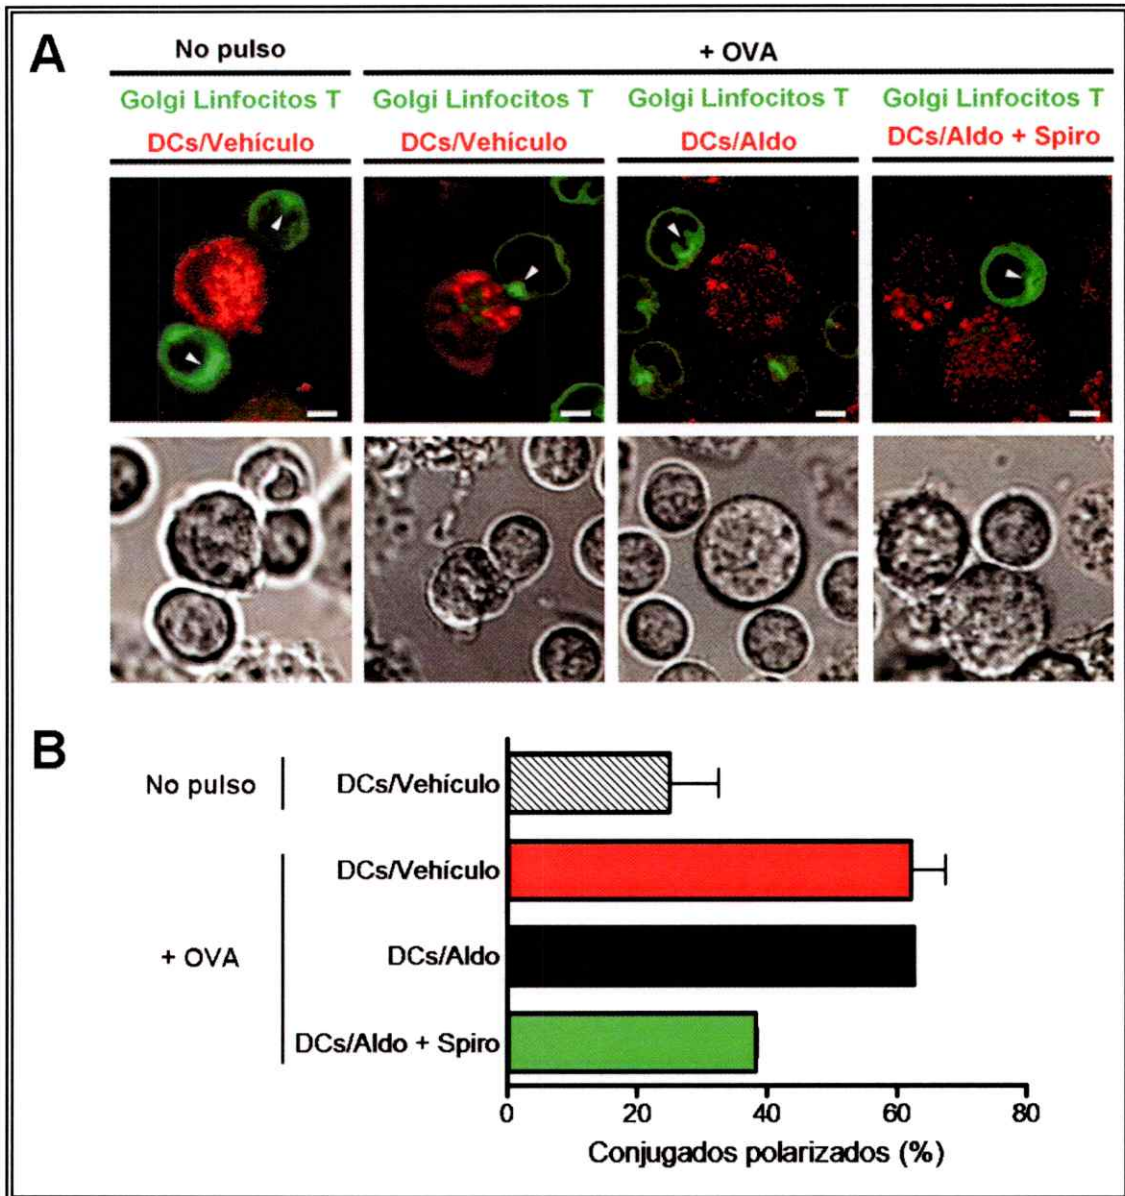 A
No pulso
+ OVA
Golgi Linfocitos T
DCs/Vehículo
Golgi Linfocitos T
DCs/Vehículo
Golgi Linfocitos T
DCs/Aldo
Golgi Linfocitos T
DCs/Aldo + Spiro
B
No pulso
DCs/Vehículo
+ OVA
DCs/Vehículo
DCs/Aldo
DCs/Aldo + Spiro
0 20 40 60 80
Conjugados polarizados (%)